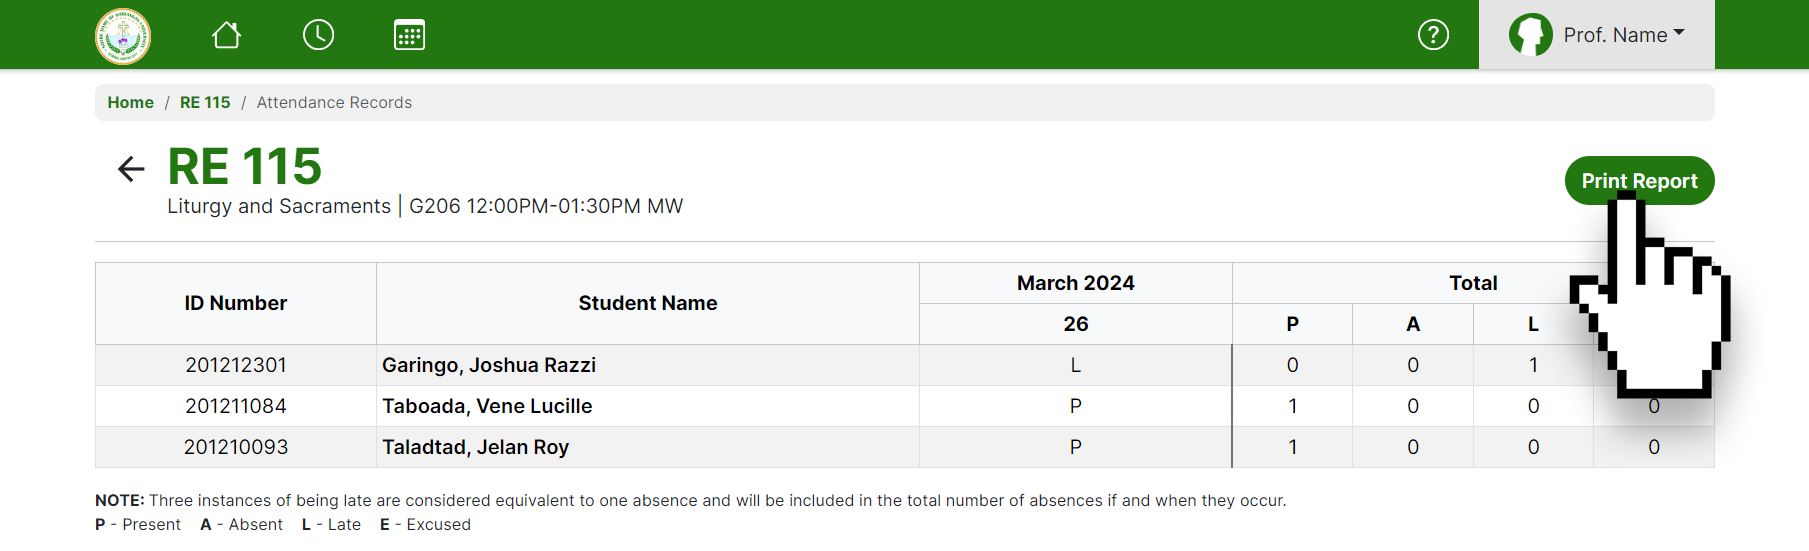 Prof. Name
Home / RE 115 / Attendance Records
RE 115
Print Report
Liturgy and Sacraments | G206 12:00PM-01:30PM MW
ID Number Student Name March 2024 Total
26 P A L
201212301 Garingo, Joshua Razzi L 0 0 1
201211084 Taboada, Vene Lucille P 1 0 0 0
201210093 Taladtad, Jelan Roy P 1 0 0 0
NOTE: Three instances of being late are considered equivalent to one absence and will be included in the total number of absences if and when they occur.
P - Present A - Absent L - Late E - Excused